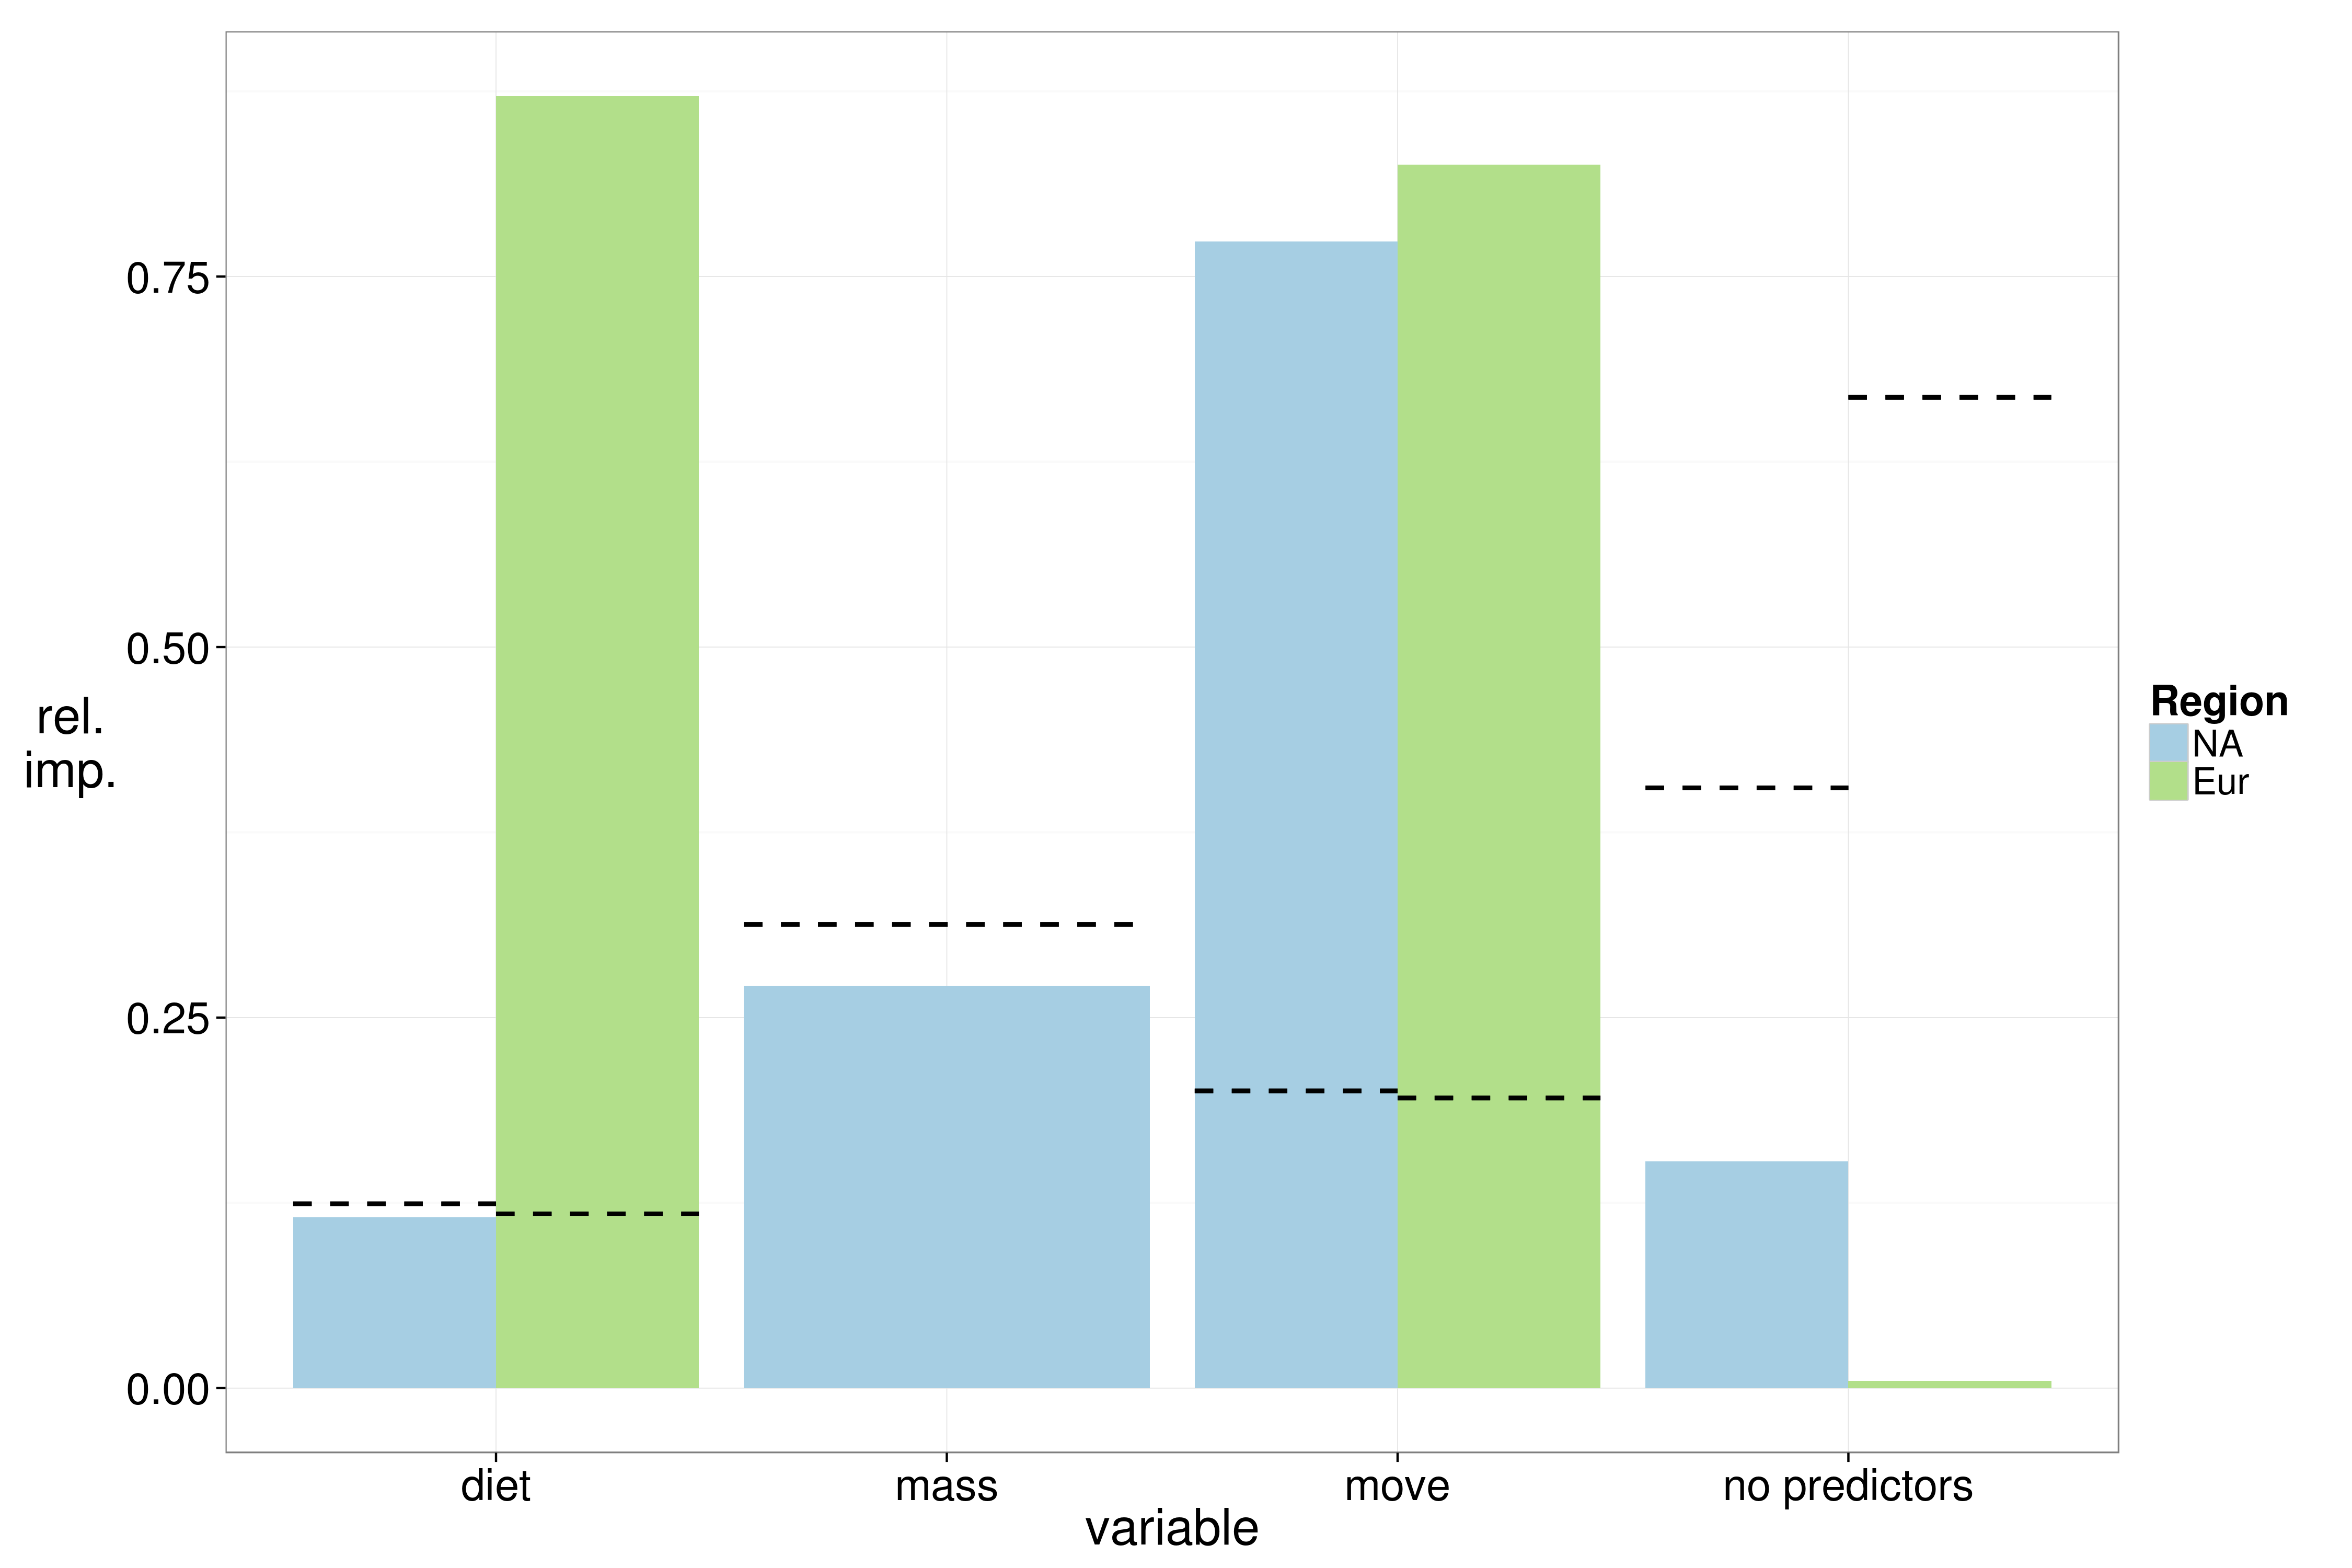 0.75
0.50
0.25
0.00
rel.
imp.
diet
mass
move
no predictors
variable
Region
NA
Eur